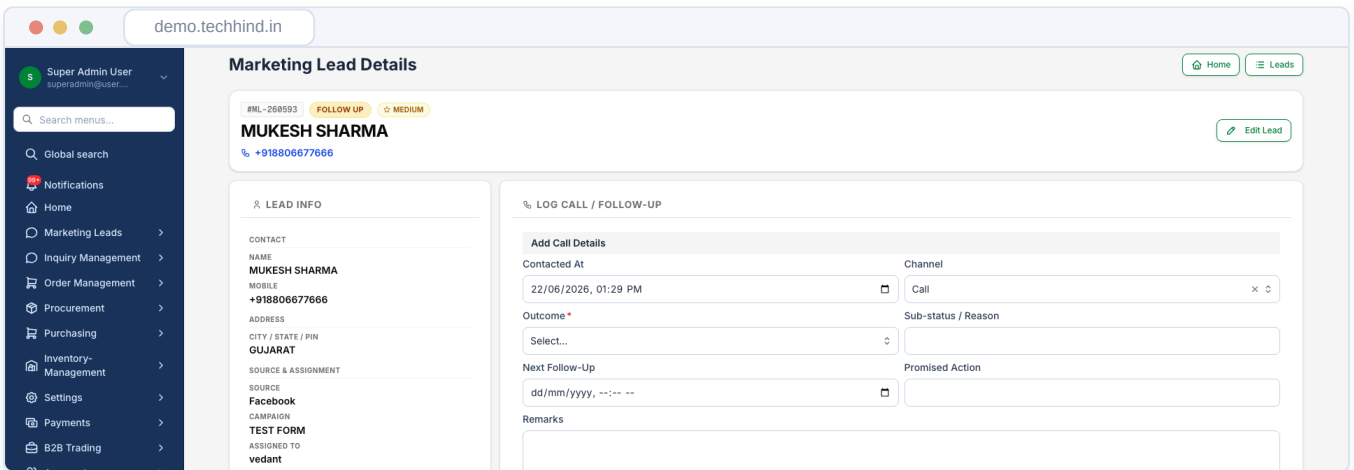 demo.techhind.in
S
Super Admin User
superadmin@user....
Search menus...
Global search
99+
Notifications
Home
Marketing Leads
Inquiry Management
Order Management
Procurement
Purchasing
Inventory-
Management
Settings
Payments
B2B Trading
Marketing Lead Details
Home
Leads
#ML-260593 FOLLOW UP MEDIUM
MUKESH SHARMA
+918806677666
Edit Lead
LEAD INFO
CONTACT
NAME
MUKESH SHARMA
MOBILE
+918806677666
ADDRESS
CITY / STATE / PIN
GUJARAT
SOURCE & ASSIGNMENT
SOURCE
Facebook
CAMPAIGN
TEST FORM
ASSIGNED TO
vedant
LOG CALL / FOLLOW-UP
Add Call Details
Contacted At
22/06/2026, 01:29 PM
Channel
Call
Outcome*
Select...
Sub-status / Reason
Next Follow-Up
dd/mm/yyyy, --:-- --
Promised Action
Remarks